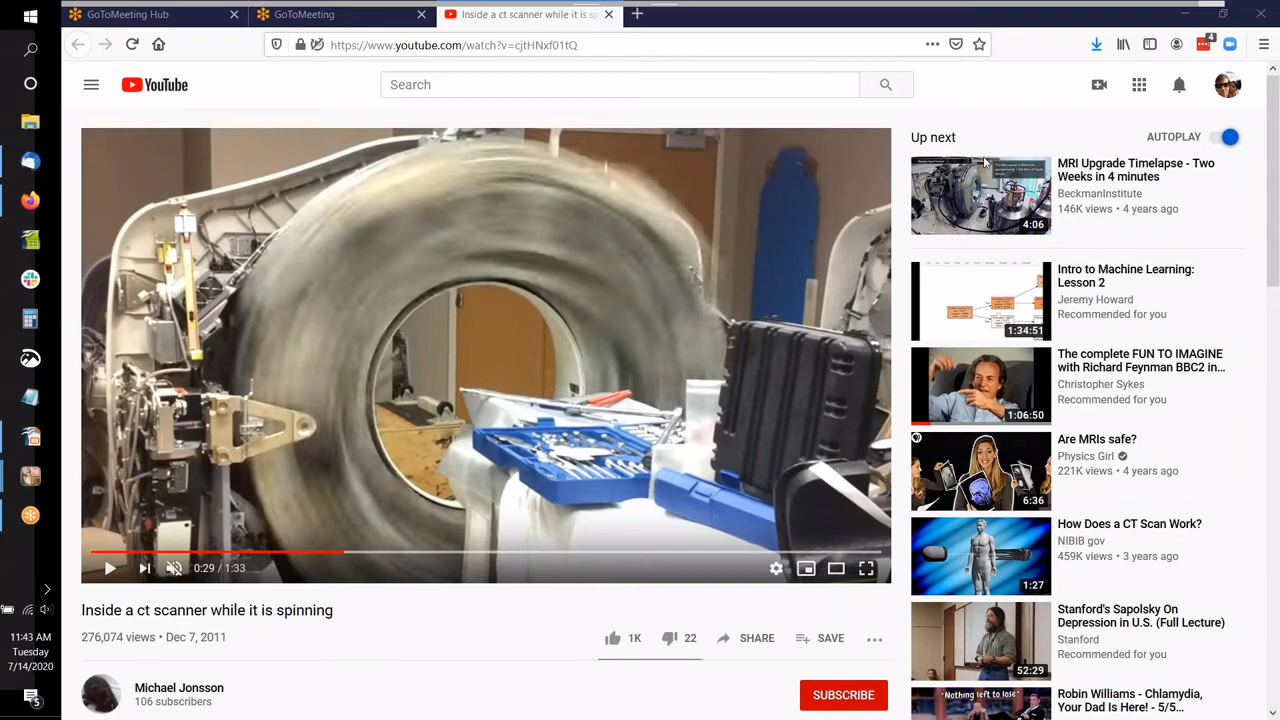 GoToMeeting Hub
GoToMeeting
Inside a ct scanner while it is sp
https://www.youtube.com/watch?v=cjtHNxf01tQ
4
YouTube
Search
0:29 / 1:33
Inside a ct scanner while it is spinning
276,074 views • Dec 7, 2011
1K
22
SHARE
SAVE
Michael Jonsson
106 subscribers
SUBSCRIBE
Up next
AUTOPLAY
4:06
MRI Upgrade Timelapse - Two
Weeks in 4 minutes
BeckmanInstitute
146K views • 4 years ago
1:34:51
Intro to Machine Learning:
Lesson 2
Jeremy Howard
Recommended for you
1:06:50
The complete FUN TO IMAGINE
with Richard Feynman BBC2 in...
Christopher Sykes
Recommended for you
6:36
Are MRIs safe?
Physics Girl
221K views • 4 years ago
1:27
How Does a CT Scan Work?
NIBIB gov
459K views • 3 years ago
52:29
Stanford's Sapolsky On
Depression in U.S. (Full Lecture)
Stanford
Recommended for you
"Nothing left to lose"
Robin Williams - Chlamydia,
Your Dad Is Here! - 5/5...
11:43 AM
Tuesday
7/14/2020
5